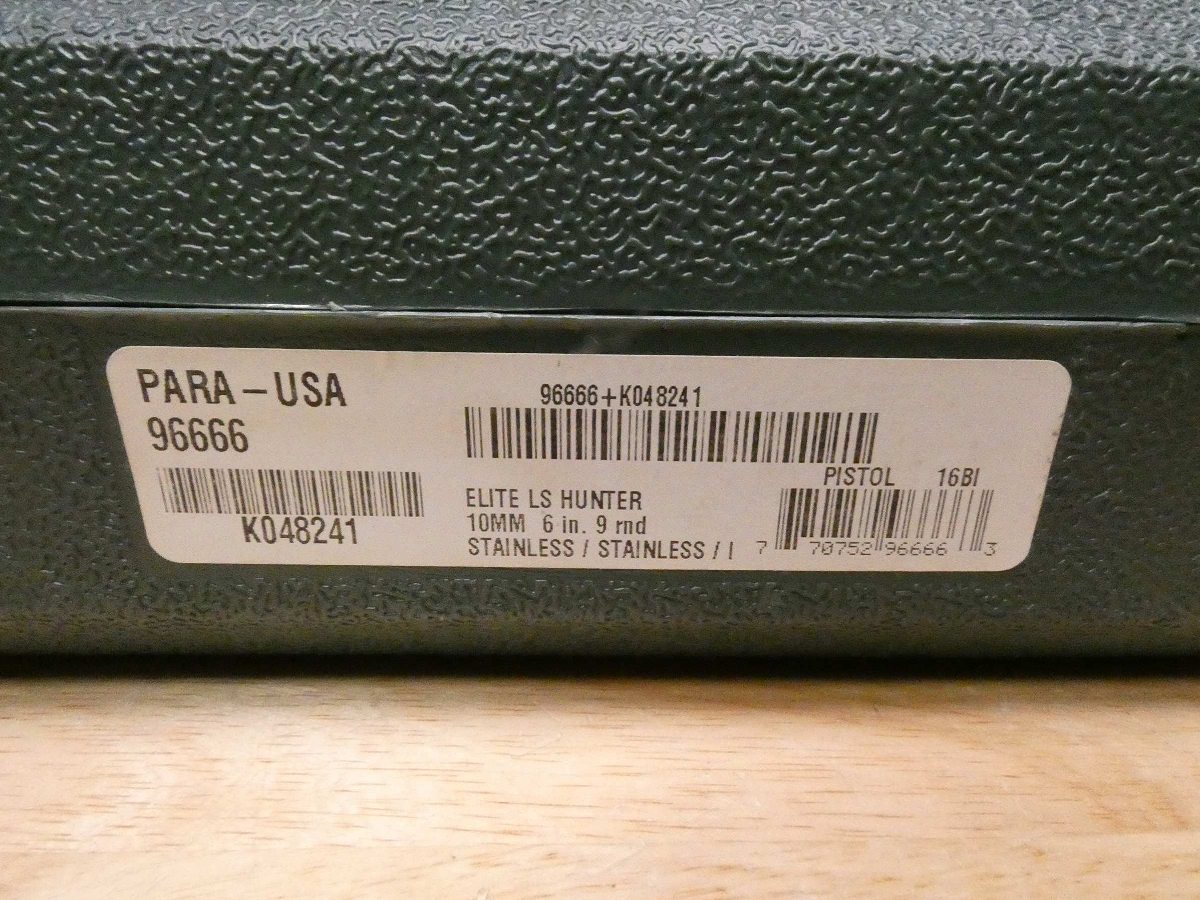 PARA-USA
96666
K048241
96666+K048241
ELITE LS HUNTER
10MM 6 in. 9 rnd
STAINLESS / STAINLESS / I
PISTOL 16BI
7 70752 96666 3